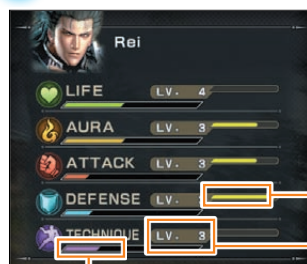 Rei
LIFE LV. 4
AURA LV. 3
ATTACK LV. 3
DEFENSE LV.
TECHNIQUE LV. 3